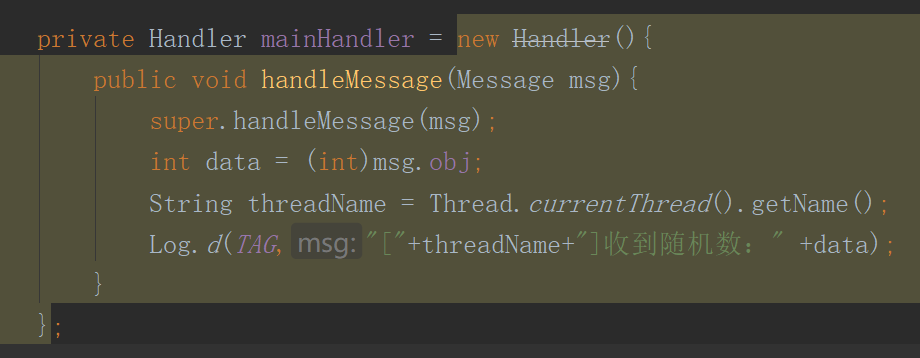 private Handler mainHandler = new Handler(){
public void handleMessage(Message msg){
super.handleMessage(msg);
int data = (int)msg.obj;
String threadName = Thread.currentThread().getName();
Log.d(TAG, msg: "["+threadName+"]收到随机数：" +data);
}
};